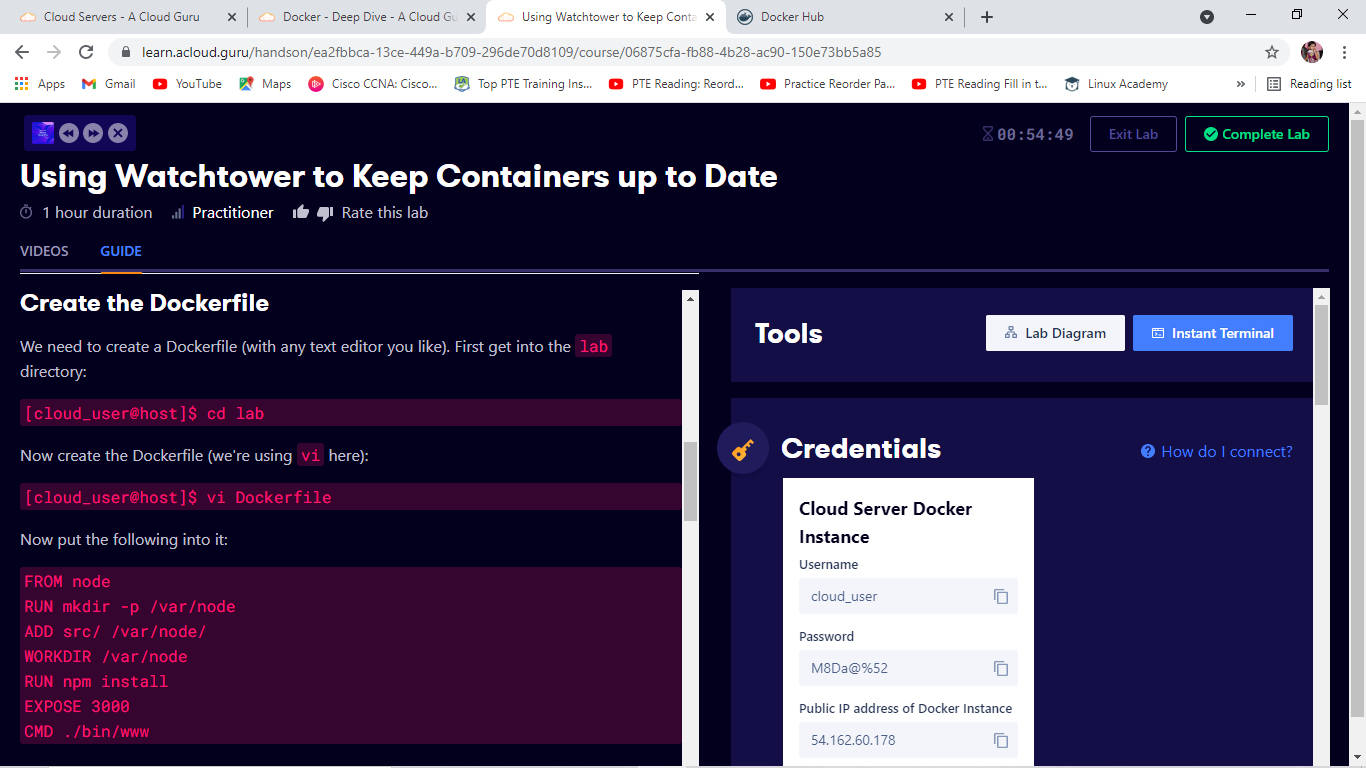 Cloud Servers - A Cloud Guru
Docker - Deep Dive - A Cloud Gu
Using Watchtower to Keep Conta
Docker Hub
learn.acloud.guru/handson/ea2fbbca-13ce-449a-b709-296de70d8109/course/06875cfa-fb88-4b28-ac90-150e73bb5a85
Apps Gmail YouTube Maps Cisco CCNA: Cisco... Top PTE Training Ins... PTE Reading: Reord... Practice Reorder Pa... PTE Reading Fill in t... Linux Academy » Reading list
00:54:49 Exit Lab Complete Lab
Using Watchtower to Keep Containers up to Date
1 hour duration Practitioner Rate this lab
VIDEOS GUIDE
Create the Dockerfile
We need to create a Dockerfile (with any text editor you like). First get into the lab
directory:
[cloud_user@host]$ cd lab
Now create the Dockerfile (we're using vi here):
[cloud_user@host]$ vi Dockerfile
Now put the following into it:
FROM node
RUN mkdir -p /var/node
ADD src/ /var/node/
WORKDIR /var/node
RUN npm install
EXPOSE 3000
CMD ./bin/www
Tools Lab Diagram Instant Terminal
Credentials How do I connect?
Cloud Server Docker
Instance
Username
cloud_user
Password
M8Da@%52
Public IP address of Docker Instance
54.162.60.178